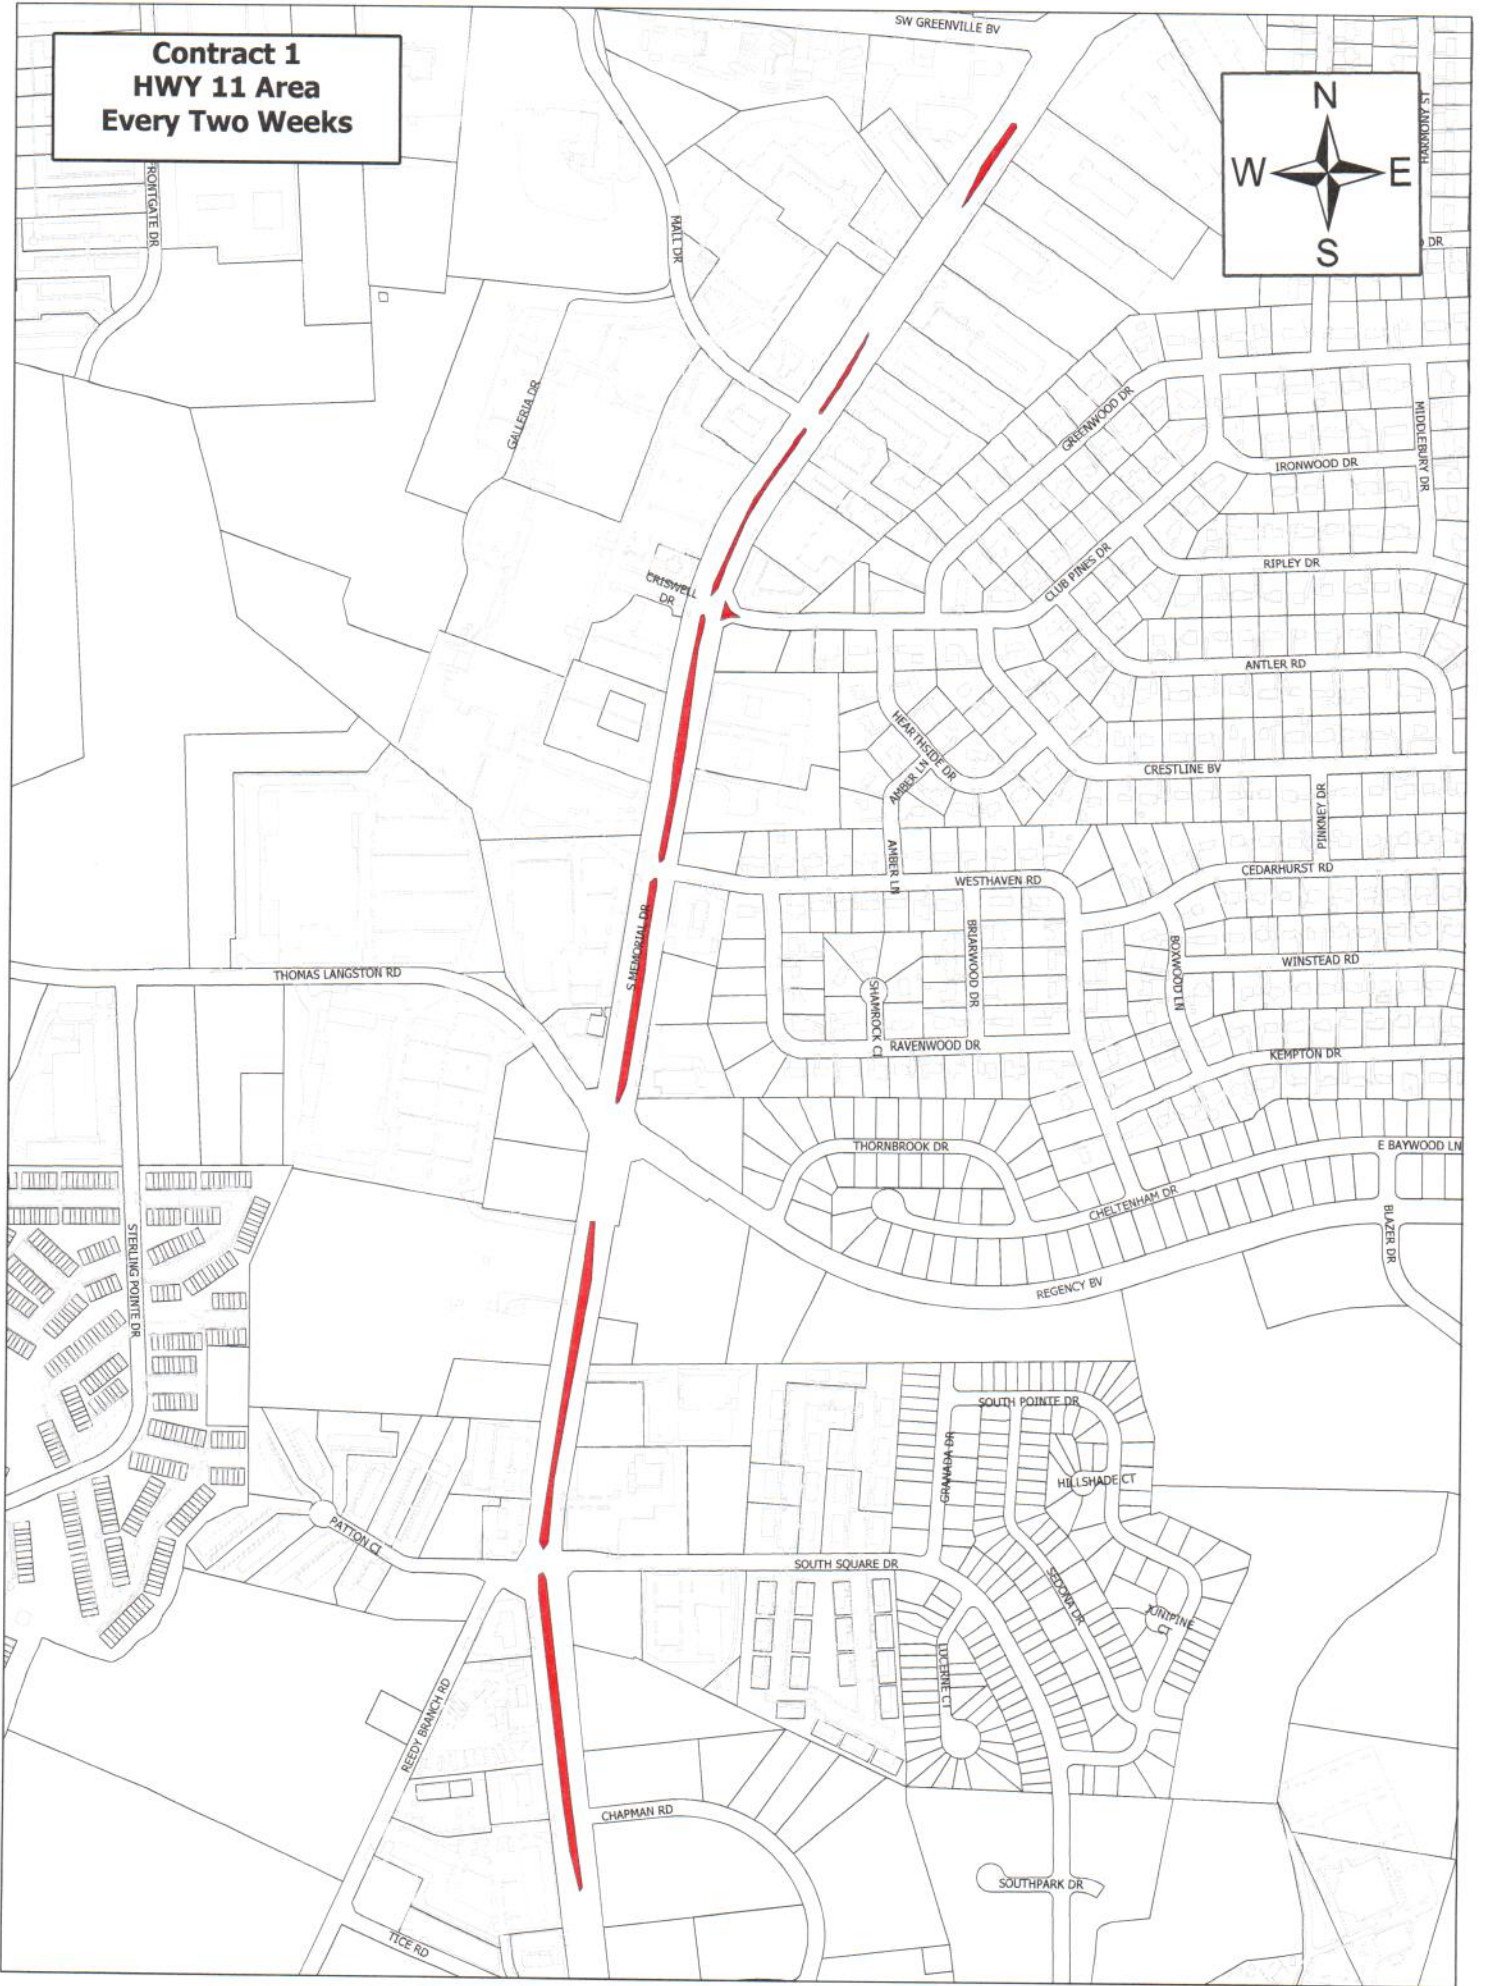 Contract 1
HWY 11 Area
Every Two Weeks
SW GREENVILLE BV
N
W
E
S
HARMONY ST
DR
FRONTGATE DR
MALL DR
GALLERIA DR
GREENWOOD DR
MIDDLEBURY DR
IRONWOOD DR
CLUB PINES DR
RIPLEY DR
CRISWELL
DR
ANTLER RD
HEARTHSIDE DR
AMBER LN
CRESTLINE BV
PINKNEY DR
AMBER LN
WESTHAVEN RD
CEDARHURST RD
S MEMORIAL DR
BRIARWOOD DR
BOXWOOD LN
WINSTEAD RD
THOMAS LANGSTON RD
SHAMROCK CT
RAVENWOOD DR
KEMPTON DR
THORNBROOK DR
E BAYWOOD LN
CHELTENHAM DR
BLAZER DR
STERLING POINTE DR
REGENCY BV
SOUTH POINTE DR
GRANADA DR
HILLSHADE CT
PATTON CT
SOUTH SQUARE DR
SEDONA DR
JUNIPINE
CT
LUCERNE CT
REEDY BRANCH RD
CHAPMAN RD
SOUTHPARK DR
TICE RD